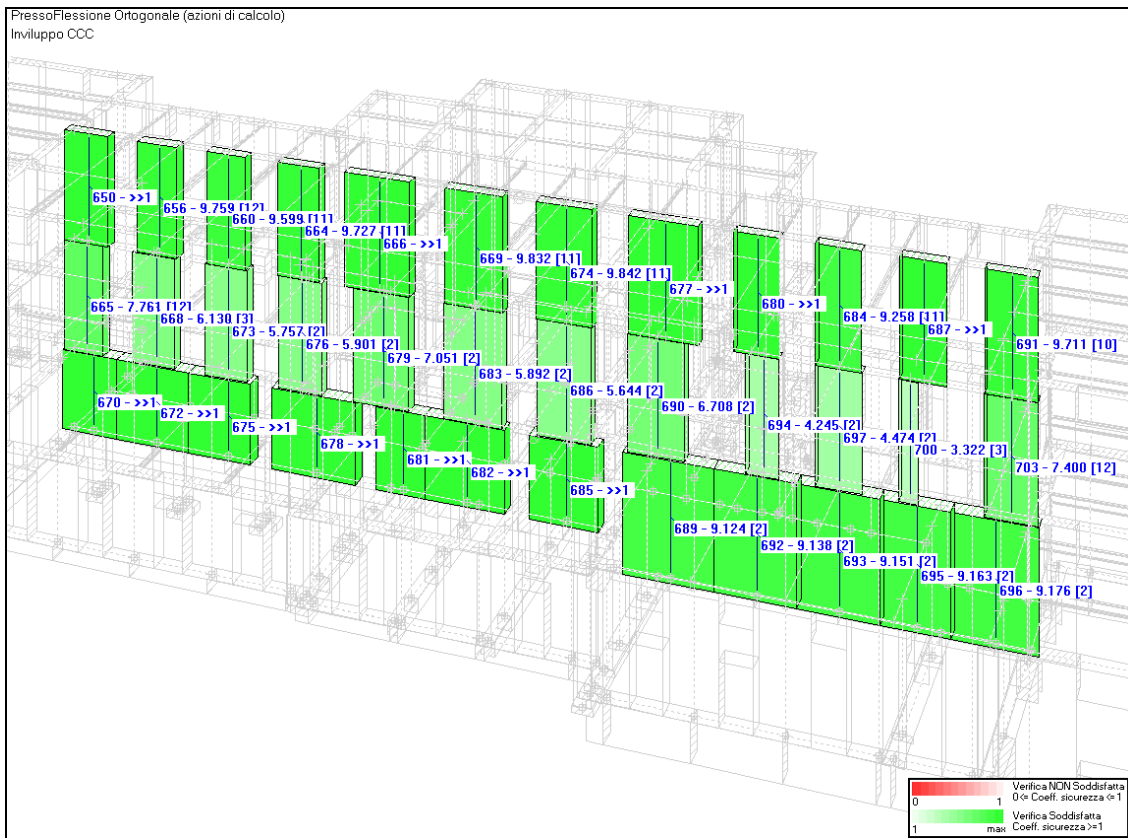 PressoFlessione Ortogonale (azioni di calcolo)
Inviluppo CCC
650 - >>1
656 - 9.759 [12]
660 - 9.599 [11]
664 - 9.727 [11]
666 - >>1
669 - 9.832 [11]
674 - 9.842 [11]
677 - >>1
680 - >>1
684 - 9.258 [11]
687 - >>1
691 - 9.711 [10]
665 - 7.761 [12]
668 - 6.130 [3]
673 - 5.757 [2]
676 - 5.901 [2]
679 - 7.051 [2]
683 - 5.892 [2]
686 - 5.644 [2]
690 - 6.708 [2]
694 - 4.245 [2]
697 - 4.474 [2]
700 - 3.322 [3]
703 - 7.400 [12]
670 - >>1
672 - >>1
675 - >>1
678 - >>1
681 - >>1
682 - >>1
685 - >>1
689 - 9.124 [2]
692 - 9.138 [2]
693 - 9.151 [2]
695 - 9.163 [2]
696 - 9.176 [2]
Verifica NON Soddisfatta
0 <= Coeff. sicurezza <= 1
0 1
Verifica Soddisfatta
Coeff. sicurezza >=1
1 max